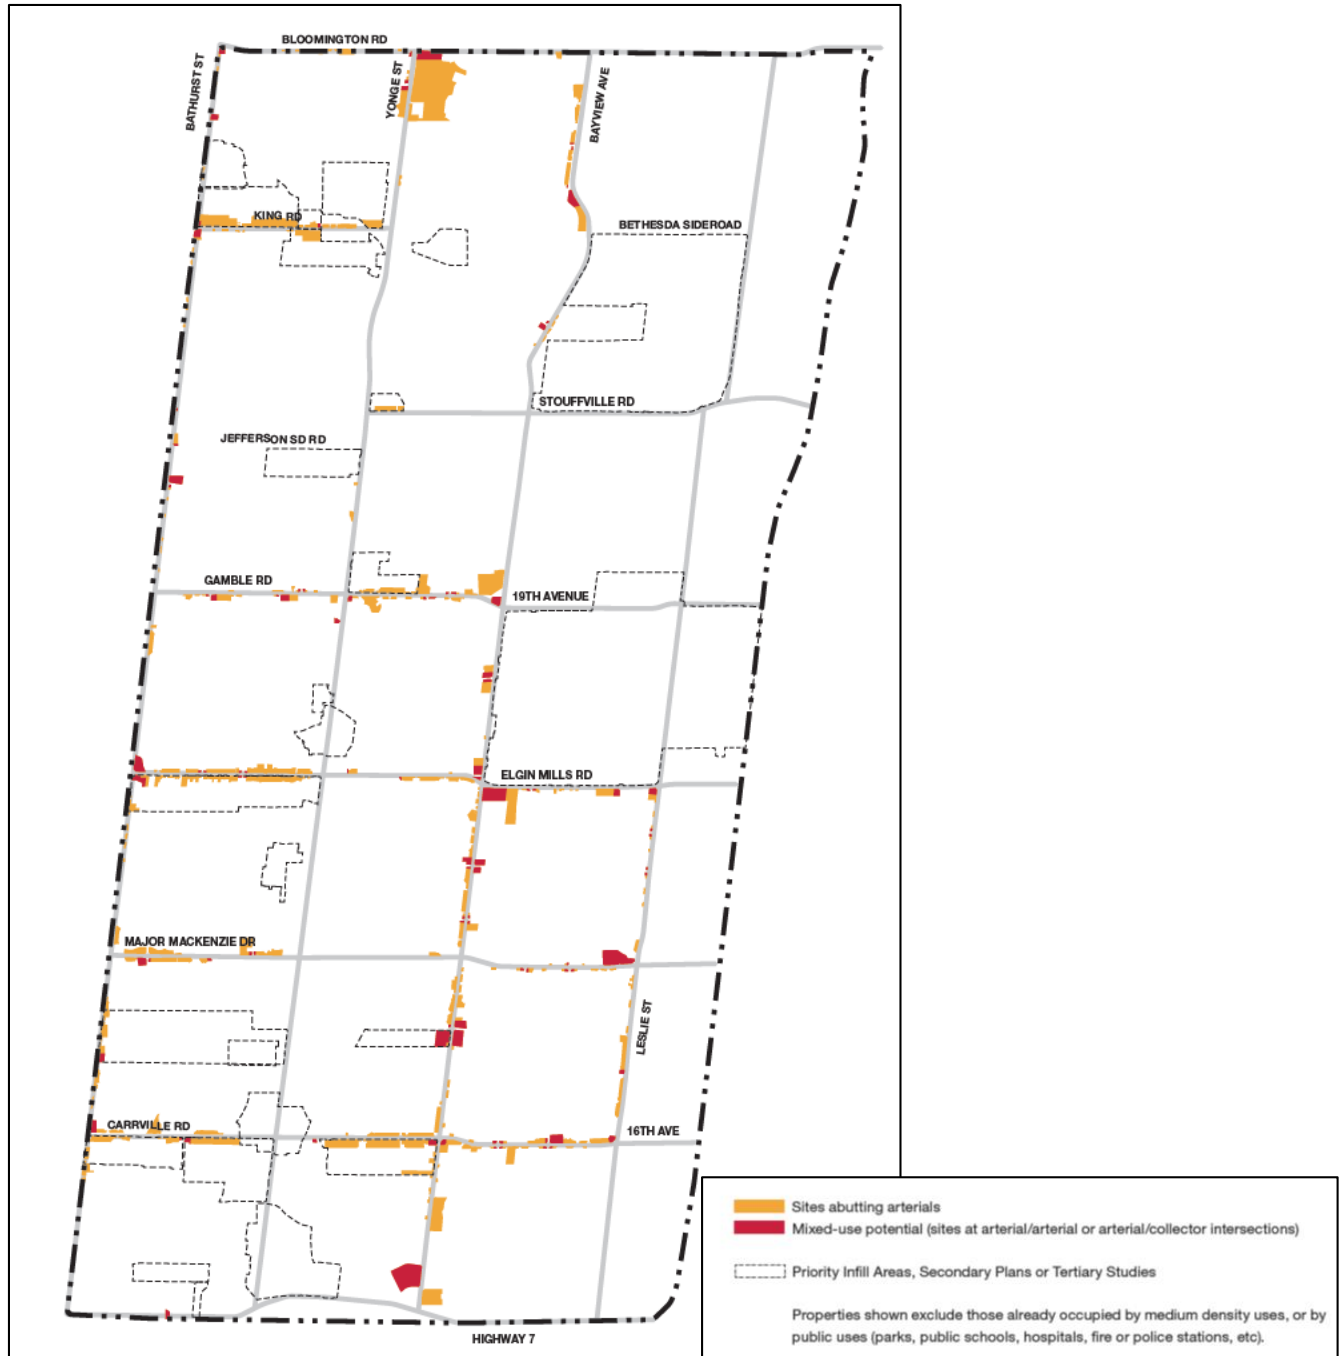 BLOOMINGTON RD
BATHURST ST
YONGE ST
BAYVIEW AVE
KING RD
BETHESDA SIDEROAD
STOUFFVILLE RD
JEFFERSON SD RD
GAMBLE RD
19TH AVENUE
ELGIN MILLS RD
MAJOR MACKENZIE DR
LESLIE ST
CARRVILLE RD
16TH AVE
HIGHWAY 7
Sites abutting arterials
Mixed-use potential (sites at arterial/arterial or arterial/collector intersections)
Priority Infill Areas, Secondary Plans or Tertiary Studies
Properties shown exclude those already occupied by medium density uses, or by
public uses (parks, public schools, hospitals, fire or police stations, etc).